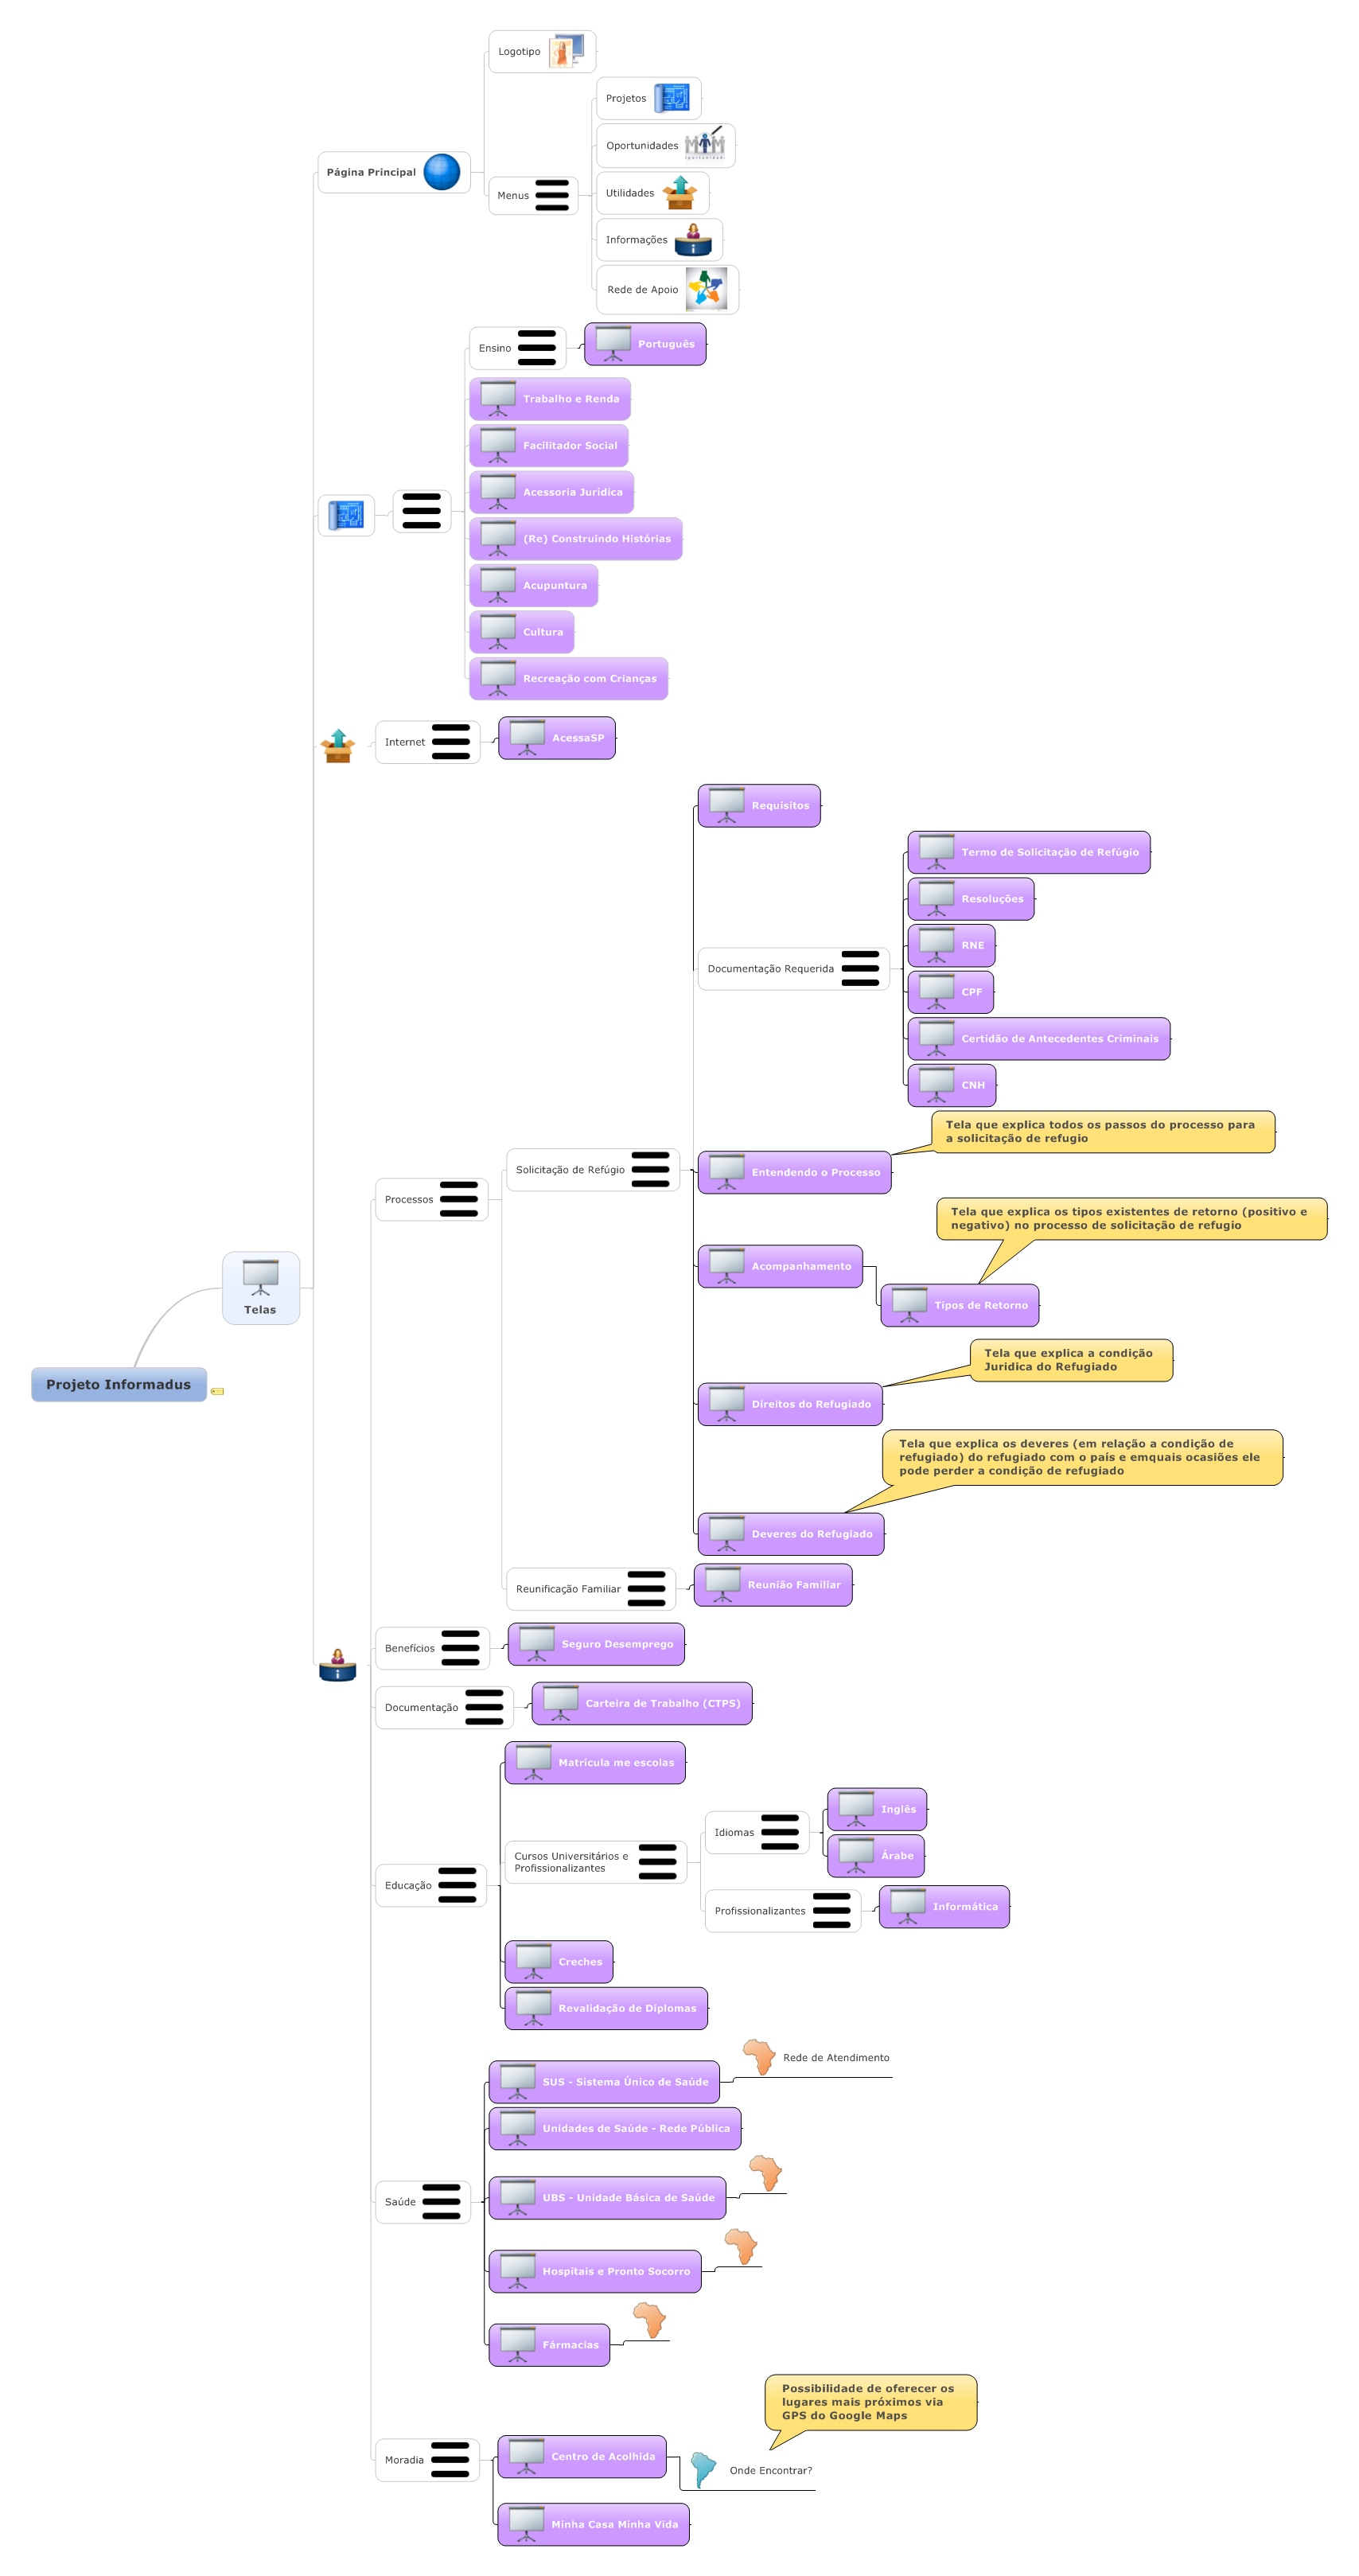 Logotipo
Projetos
Oportunidades
Página Principal
Utilidades
Menus
Informações
Rede de Apoio
Ensino
Português
Trabalho e Renda
Facilitador Social
Acessoria Jurídica
(Re) Construíndo Histórias
Acupuntura
Cultura
Recreação com Crianças
Internet
AcessaSP
Requisitos
Termo de Solicitação de Refúgio
Resoluções
RNE
Documentação Requerida
CPF
Certidão de Antecedentes Criminais
CNH
Tela que explica todos os passos do processo para
a solicitação de refugio
Solicitação de Refúgio
Entendendo o Processo
Processos
Tela que explica os tipos existentes de retorno (positivo e
negativo) no processo de solicitação de refugio
Acompanhamento
Tipos de Retorno
Telas
Projeto Informadus
Tela que explica a condição
Juridica do Refugiado
Direitos do Refugiado
Tela que explica os deveres (em relação a condição de
refugiado) do refugiado com o país e emquais ocasiões ele
pode perder a condição de refugiado
Deveres do Refugiado
Reunificação Familiar
Reunião Familiar
Benefícios
Seguro Desemprego
Documentação
Carteira de Trabalho (CTPS)
Matricula me escolas
Inglês
Idiomas
Árabe
Cursos Universitários e
Profissionalizantes
Educação
Profissionalizantes
Informática
Creches
Revalidação de Diplomas
Rede de Atendimento
SUS - Sistema Único de Saúde
Unidades de Saúde - Rede Pública
UBS - Unidade Básica de Saúde
Saúde
Hospitais e Pronto Socorro
Fármacias
Possibilidade de oferecer os
lugares mais próximos via
GPS do Google Maps
Moradia
Centro de Acolhida
Onde Encontrar?
Minha Casa Minha Vida